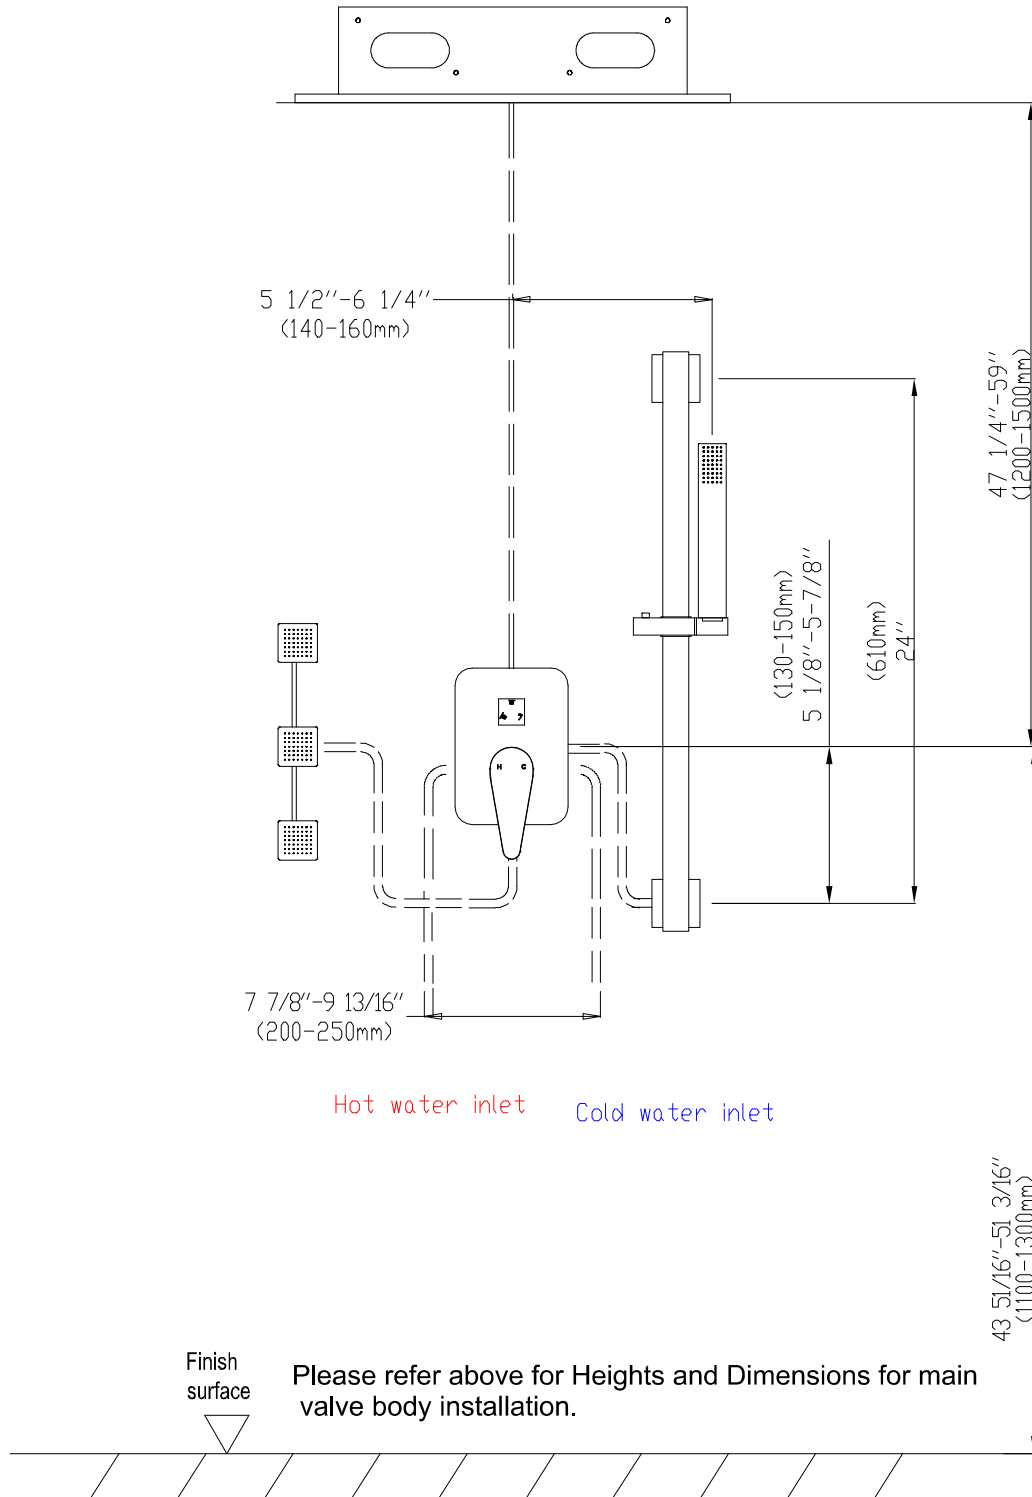 5 1/2"-6 1/4"
(140-160mm)
47 1/4"-59"
(1200-1500mm)
(130-150mm)
5 1/8"-5-7/8"
(610mm)
24"
H C
7 7/8"-9 13/16"
(200-250mm)
Hot water inlet
Cold water inlet
43 51/16"-51 3/16"
(1100-1300mm)
Finish
surface
Please refer above for Heights and Dimensions for main
valve body installation.